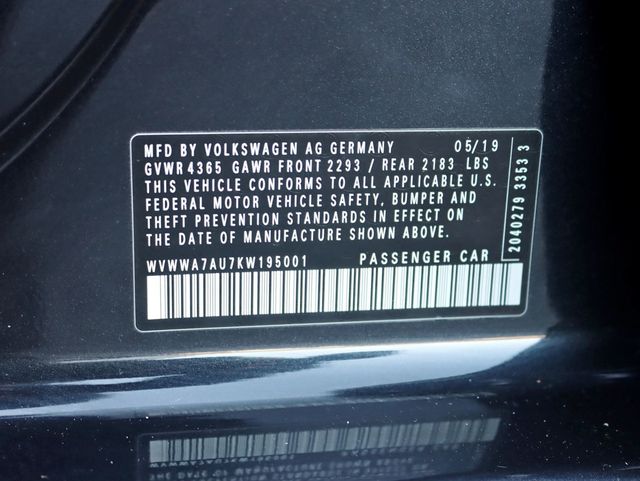 MFD BY VOLKSWAGEN AG GERMANY 05/19
GVWR 4365 GAWR FRONT 2293 / REAR 2183 LBS
THIS VEHICLE CONFORMS TO ALL APPLICABLE U.S.
FEDERAL MOTOR VEHICLE SAFETY, BUMPER AND
THEFT PREVENTION STANDARDS IN EFFECT ON
THE DATE OF MANUFACTURE SHOWN ABOVE.
WVWWA7AU7KW195001 PASSENGER CAR
2040279 3353 3